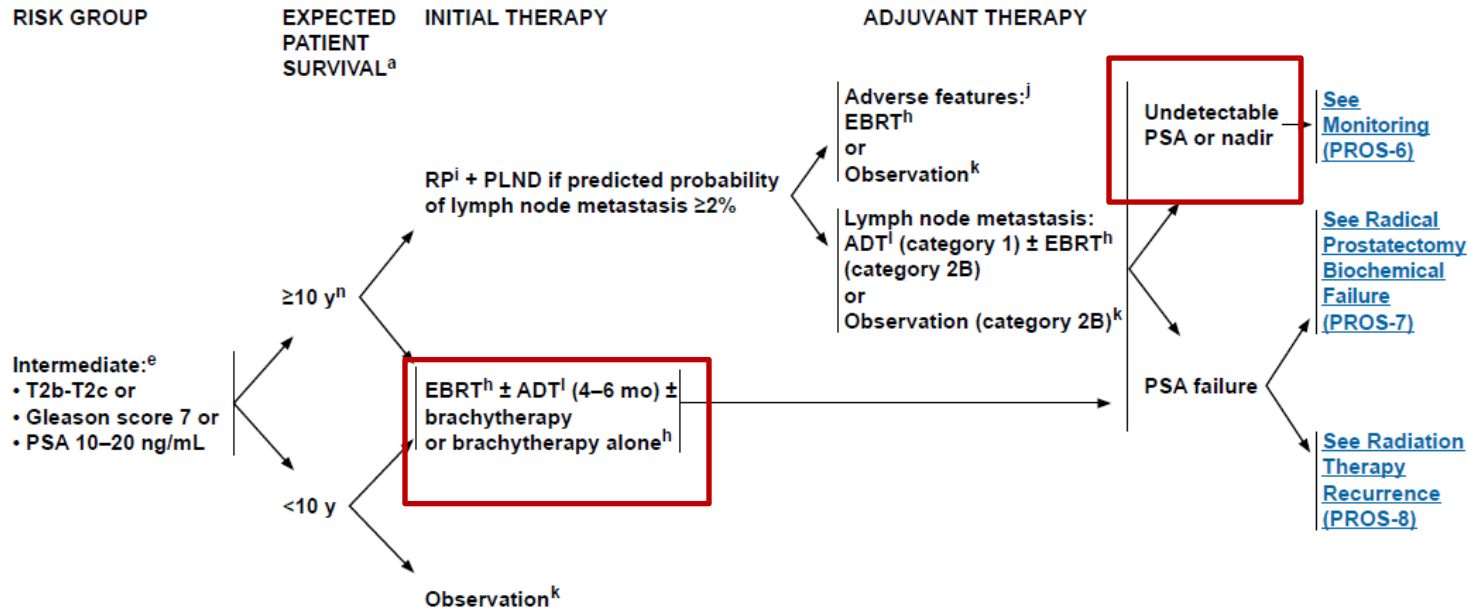 RISK GROUP
EXPECTED
PATIENT
SURVIVALᵃ
INITIAL THERAPY
ADJUVANT THERAPY
Intermediate:ᵉ
• T2b-T2c or
• Gleason score 7 or
• PSA 10–20 ng/mL
≥10 yⁿ
<10 y
RPⁱ + PLND if predicted probability
of lymph node metastasis ≥2%
EBRTʰ ± ADTˡ (4–6 mo) ±
brachytherapy
or brachytherapy aloneʰ
Observationᵏ
Adverse features:ʲ
EBRTʰ
or
Observationᵏ
Lymph node metastasis:
ADTˡ (category 1) ± EBRTʰ
(category 2B)
or
Observation (category 2B)ᵏ
Undetectable
PSA or nadir
PSA failure
See
Monitoring
(PROS-6)
See Radical
Prostatectomy
Biochemical
Failure
(PROS-7)
See Radiation
Therapy
Recurrence
(PROS-8)